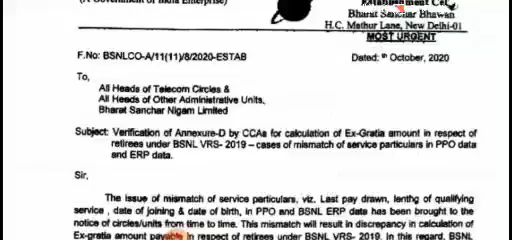 (A Government of India Enterprise)
Establishment Cell
Bharat Sanchar Bhawan
H.C. Mathur Lane, New Delhi-01
MOST URGENT
F.No: BSNLCO-A/11(11)/8/2020-ESTAB
Dated: th October, 2020
To,
All Heads of Telecom Circles &
All Heads of Other Administrative Units,
Bharat Sanchar Nigam Limited
Subject: Verification of Annexure-D by CCAs for calculation of Ex-Gratia amount in respect of
retirees under BSNL VRS- 2019 – cases of mismatch of service particulars in PPO data
and ERP data.
Sir,
The issue of mismatch of service particulars, viz. Last pay drawn, lenthg of qualifying
service , date of joining & date of birth, in PPO and BSNL ERP data has been brought to the
notice of circles/units from time to time. This mismatch will result in discrepancy in calculation of
Ex-gratia amount payable in respect of retirees under BSNL VRS- 2019. In this regard, BSNL